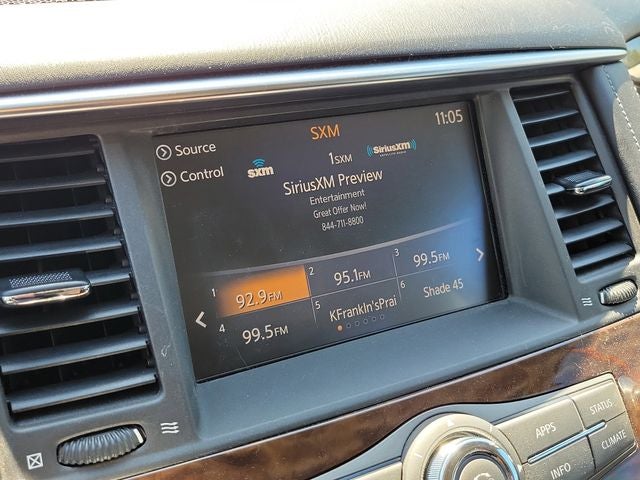 SXM
11:05
Source
Control
sxm
1SXM
SiriusXM
SATELLITE RADIO
SiriusXM Preview
Entertainment
Great Offer Now!
844-711-8800
1 92.9FM
2 95.1FM
3 99.5FM
4 99.5FM
5 KFrankln'sPrai
6 Shade 45
APPS
STATUS
INFO
CLIMATE